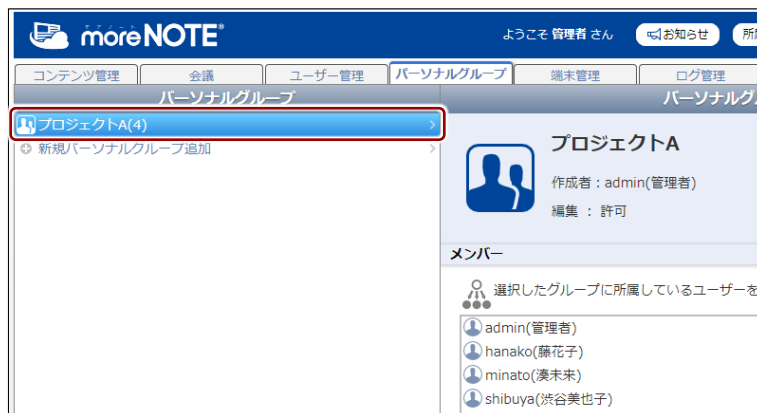 モアノート
moreNOTE®
ようこそ 管理者 さん
お知らせ
コンテンツ管理
会議
ユーザー管理
パーソナルグループ
端末管理
ログ管理
パーソナルグループ
プロジェクトA(4)
新規パーソナルグループ追加
パーソナルグ
プロジェクトA
作成者：admin(管理者)
編集 ： 許可
メンバー
選択したグループに所属しているユーザーを
admin(管理者)
hanako(藤花子)
minato(湊未来)
shibuya(渋谷美也子)